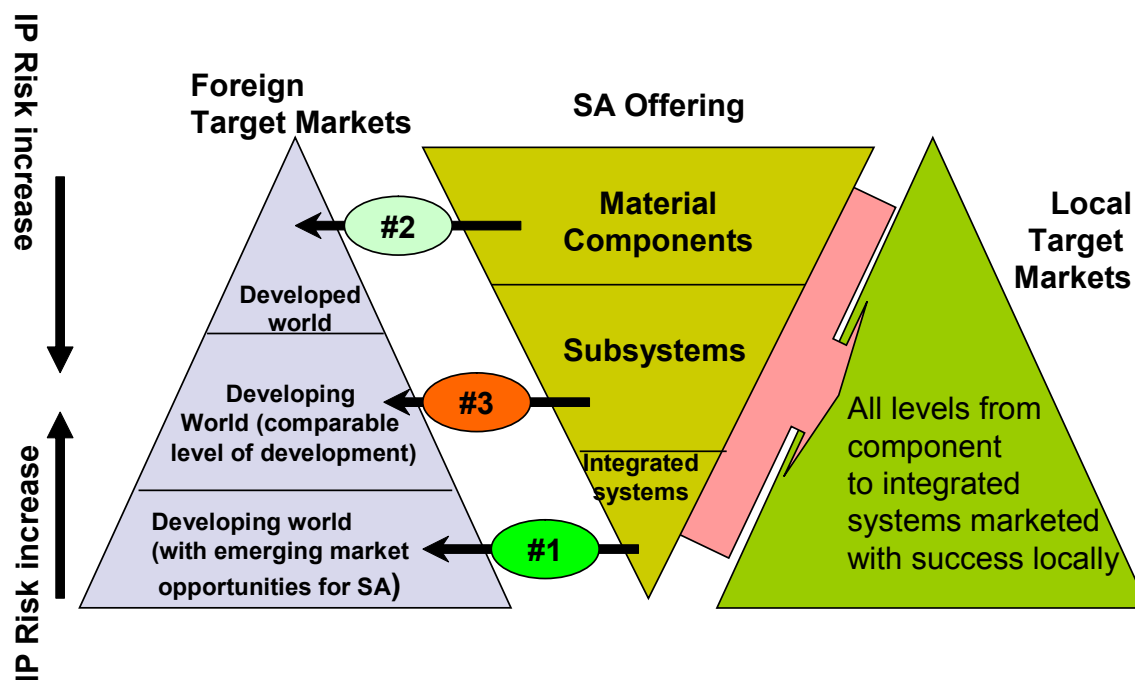 IP Risk increase
IP Risk increase
Foreign
Target Markets
SA Offering
Local
Target
Markets
#2
Material
Components
Developed
world
Subsystems
#3
Developing
World (comparable
level of development)
Integrated
systems
All levels from
component
to integrated
systems marketed
with success locally
#1
Developing world
(with emerging market
opportunities for SA)